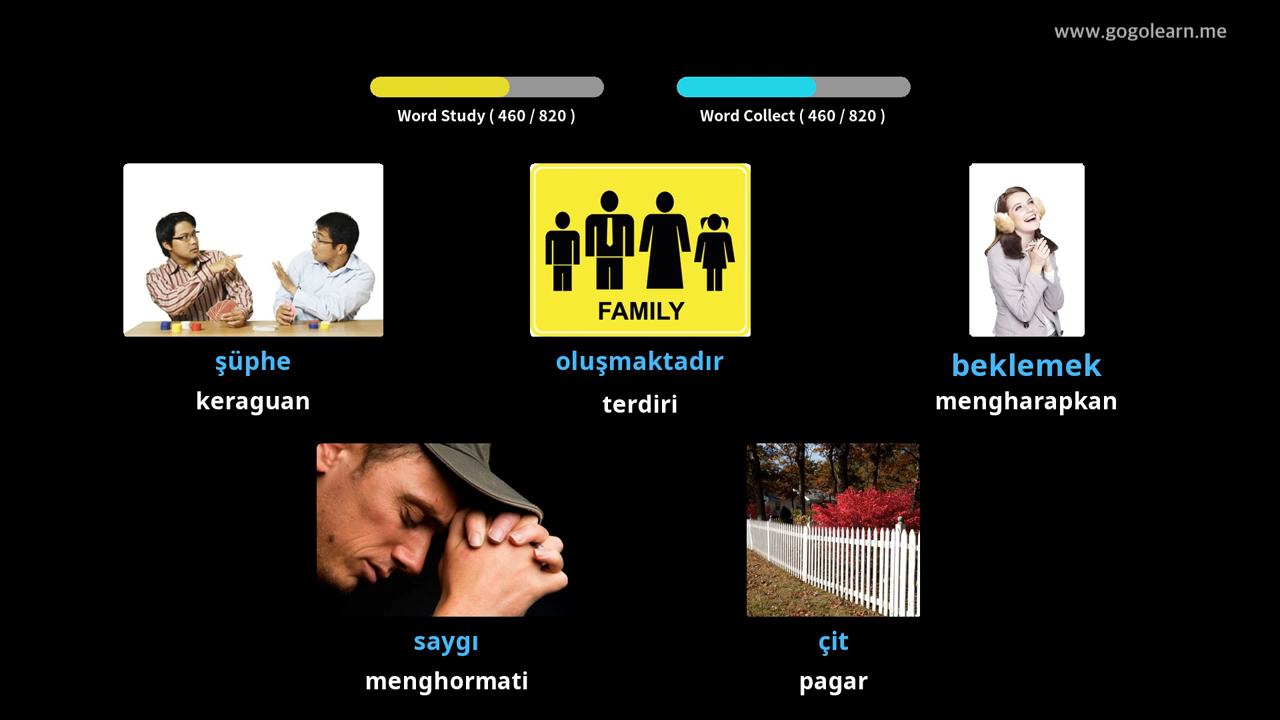 www.gogolearn.me
Word Study ( 460 / 820 )
Word Collect ( 460 / 820 )
FAMILY
şüphe
keraguan
oluşmaktadır
terdiri
beklemek
mengharapkan
saygı
menghormati
çit
pagar